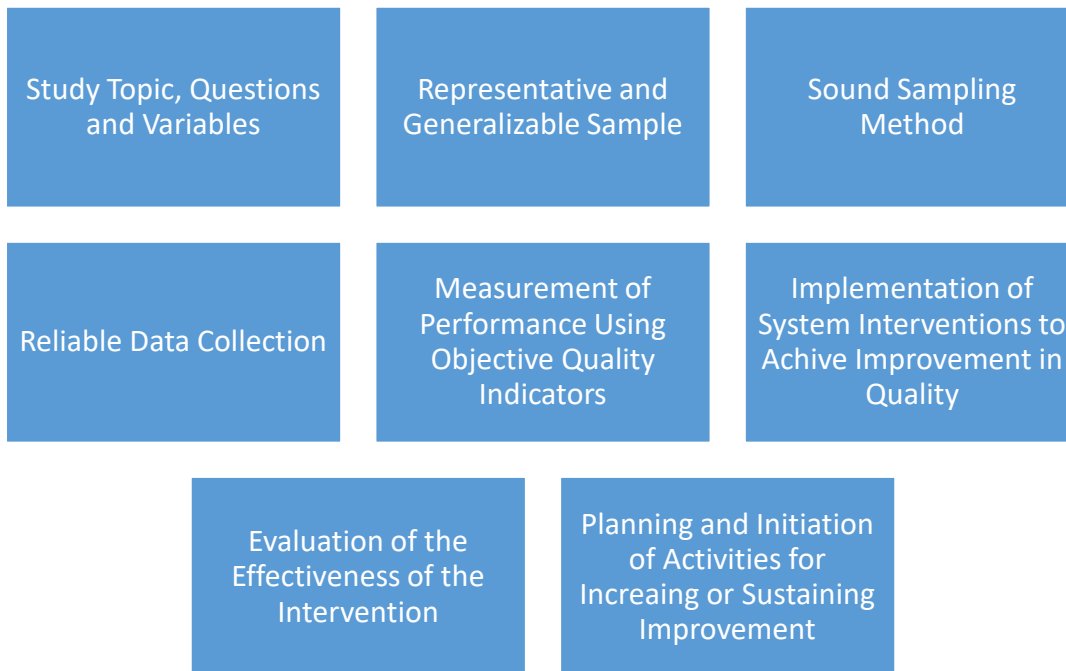 Study Topic, Questions
and Variables
Representative and
Generalizable Sample
Sound Sampling
Method
Reliable Data Collection
Measurement of
Performance Using
Objective Quality
Indicators
Implementation of
System Interventions to
Achive Improvement in
Quality
Evaluation of the
Effectiveness of the
Intervention
Planning and Initiation
of Activities for
Increaing or Sustaining
Improvement